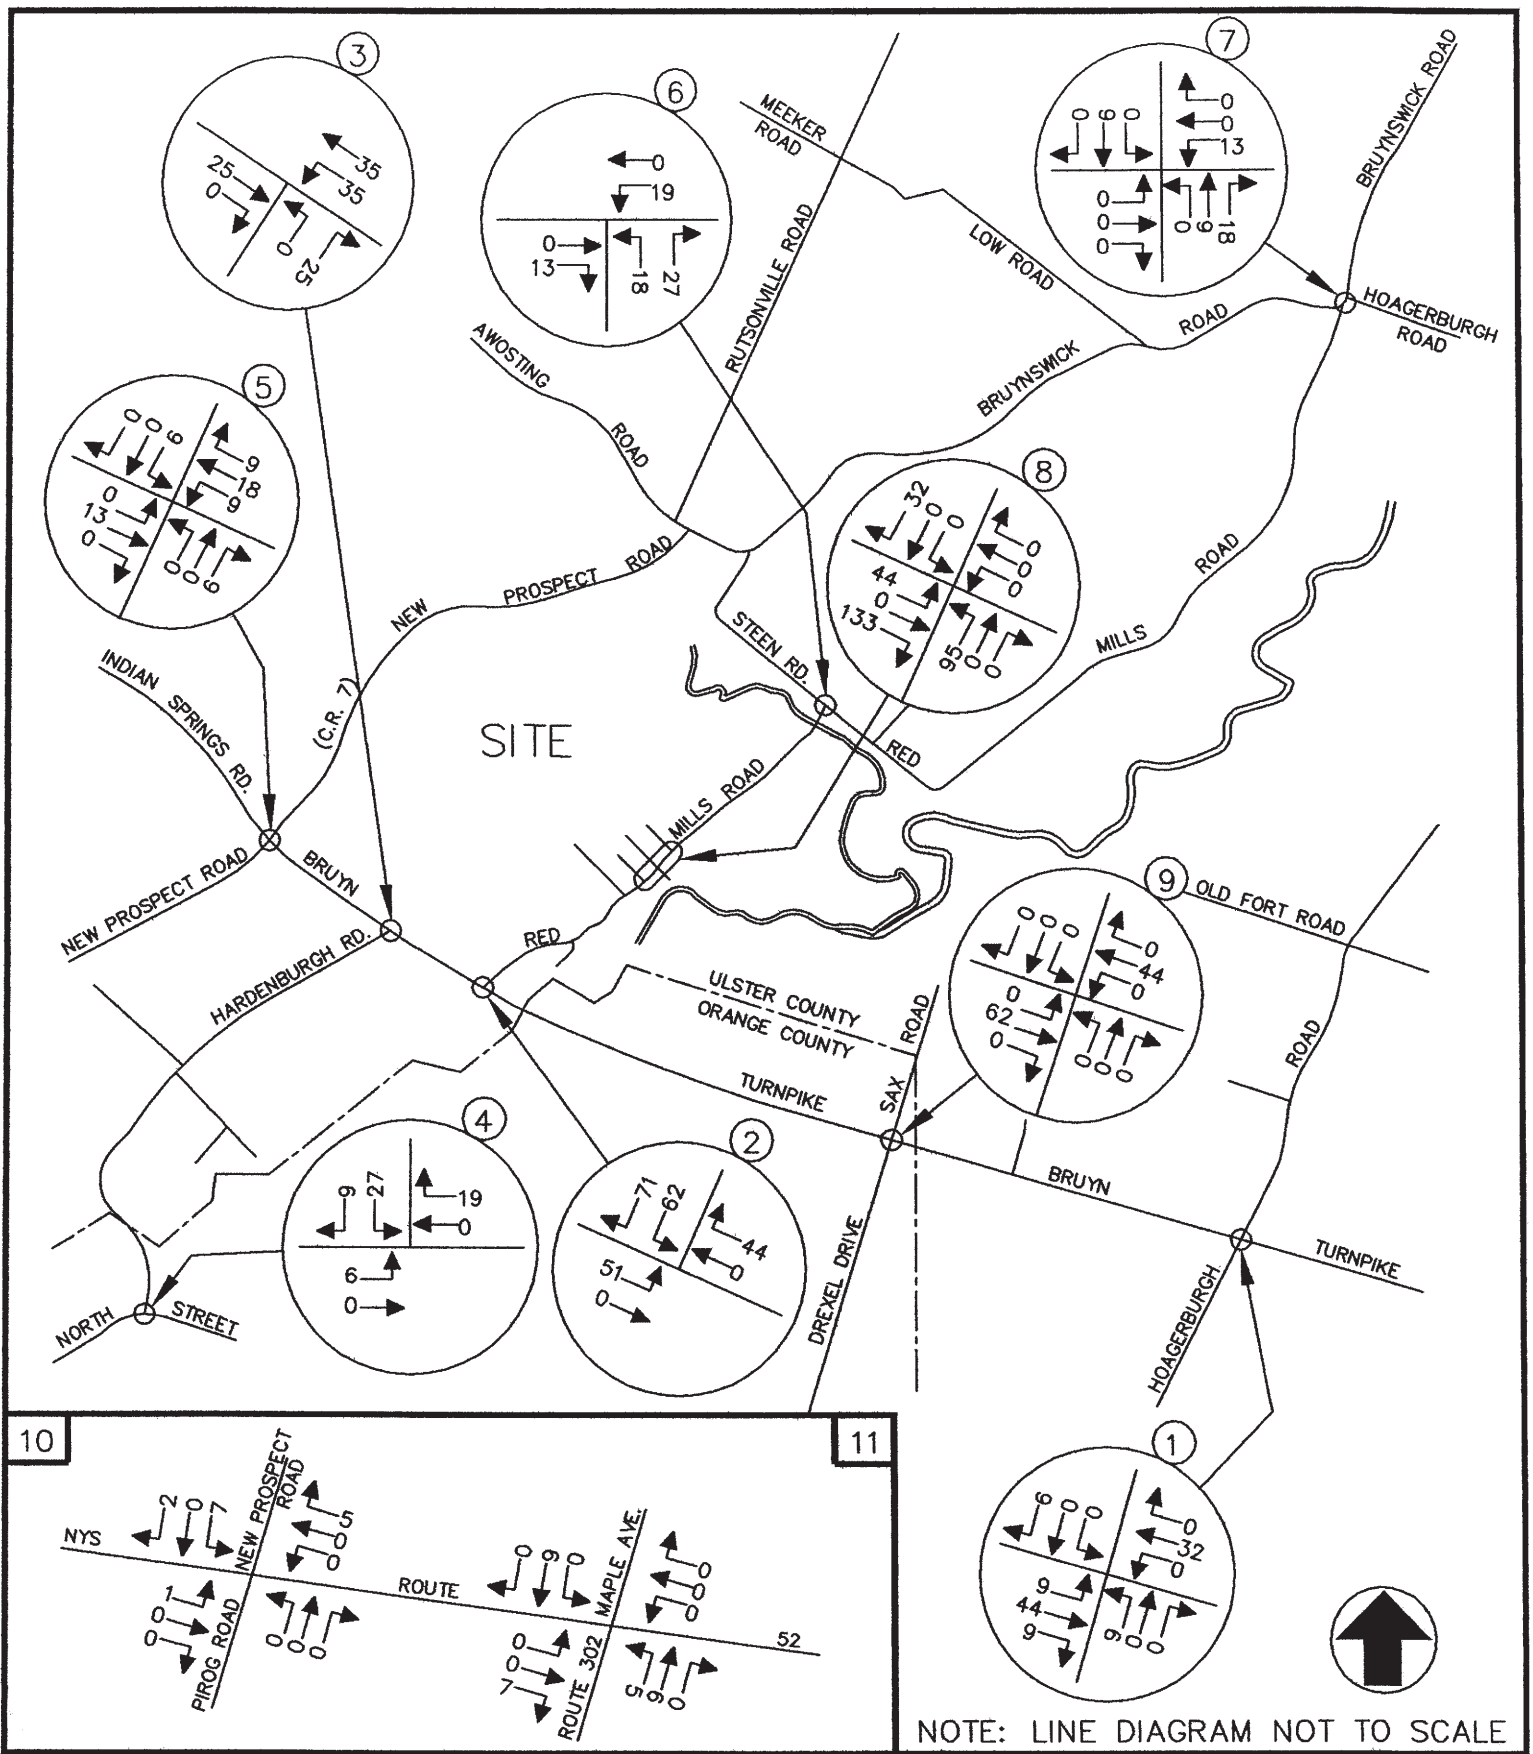 3
35
35
25
0
0
25
6
0
19
0
13
18
27
7
0
9
0
0
0
13
0
0
0
0
9
18
MEEKER
ROAD
LOW ROAD
BRUYNSWICK ROAD
HOAGERBURGH
ROAD
RUTSONVILLE ROAD
AWOSTING
ROAD
BRUYNSWICK
ROAD
5
0
0
9
9
18
9
0
13
0
0
0
9
8
32
0
0
0
0
0
44
0
133
95
0
0
NEW
PROSPECT
ROAD
(C.R. 7)
INDIAN
SPRINGS
RD.
STEEN RD.
RED
MILLS
ROAD
SITE
MILLS ROAD
RED
NEW PROSPECT ROAD
BRUYN
HARDENBURGH RD.
9
0
0
0
0
44
0
0
62
0
0
0
0
OLD FORT ROAD
ROAD
ULSTER COUNTY
ORANGE COUNTY
SAX
ROAD
TURNPIKE
BRUYN
TURNPIKE
DREXEL DRIVE
HOAGERBURGH
4
9
27
19
0
6
0
2
71
62
44
0
51
0
NORTH
STREET
1
9
0
0
0
32
0
9
44
9
9
0
0
10
11
NYS
2
0
7
NEW PROSPECT
ROAD
5
0
0
1
0
0
PIROG ROAD
0
0
0
ROUTE
0
9
0
MAPLE AVE.
0
0
0
0
0
7
ROUTE 302
5
6
0
52
NOTE: LINE DIAGRAM NOT TO SCALE